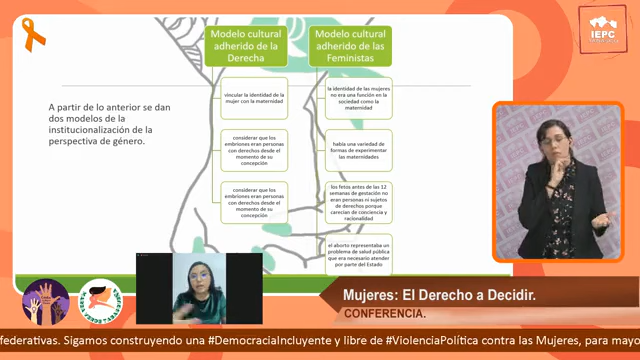 IEPC
Modelo cultural
adherido de la
Derecha
Modelo cultural
adherido de las
Feministas
A partir de lo anterior se dan
dos modelos de la
institucionalización de la
perspectiva de género.
vincular la identidad de la
mujer con la maternidad
considerar que los
embriones eran personas
con derechos desde el
momento de su
concepción
considerar que los
embriones eran personas
con derechos desde el
momento de su
concepción
la identidad de las mujeres
no era una función en la
sociedad como la
maternidad
había una variedad de
formas de experimentar
las maternidades
los fetos antes de las 12
semanas de gestación no
eran personas ni sujetos
de derechos porque
carecían de conciencia y
racionalidad
el aborto representaba un
problema de salud pública
que era necesario atender
por parte del Estado
Mujeres: El Derecho a Decidir.
CONFERENCIA.
federativas. Sigamos construyendo una #DemocraciaIncluyente y libre de #ViolenciaPolítica contra las Mujeres, para mayo